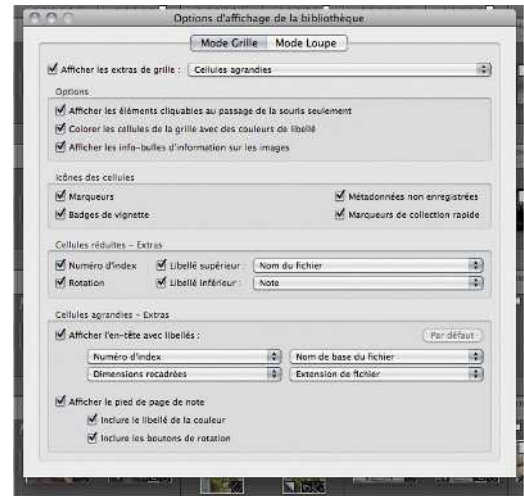 Options d'affichage de la bibliothèque
Mode Grille Mode Loupe
Afficher les extras de grille : Cellules agrandies
Options
Afficher les éléments cliquables au passage de la souris seulement
Colorer les cellules de la grille avec des couleurs de libellé
Afficher les info-bulles d'information sur les images
Icônes des cellules
Marqueurs Métadonnées non enregistrées
Badges de vignette Marqueurs de collection rapide
Cellules réduites - Extras
Numéro d'index Libellé supérieur : Nom du fichier
Rotation Libellé inférieur : Note
Cellules agrandies - Extras
Afficher l'en-tête avec libellés : Par défaut
Numéro d'index Nom de base du fichier
Dimensions recadrées Extension de fichier
Afficher le pied de page de note
Inclure le libellé de la couleur
Inclure les boutons de rotation